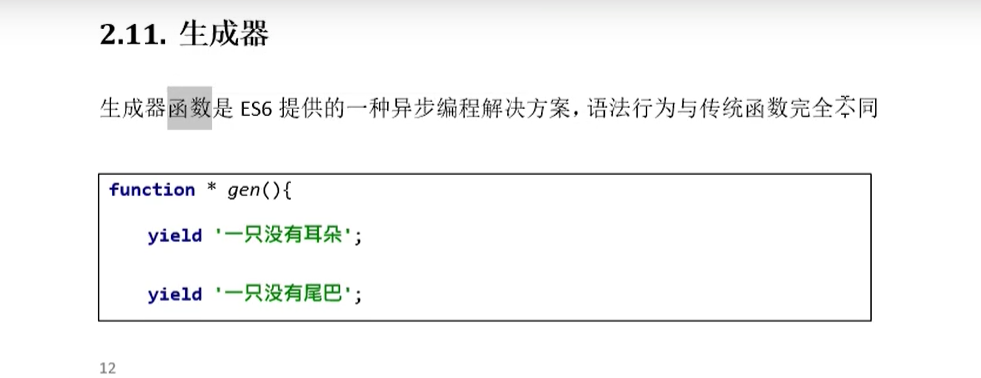 2.11. 生成器
生成器函数是 ES6 提供的一种异步编程解决方案，语法行为与传统函数完全不同
function * gen(){
yield '一只没有耳朵';
yield '一只没有尾巴';
12